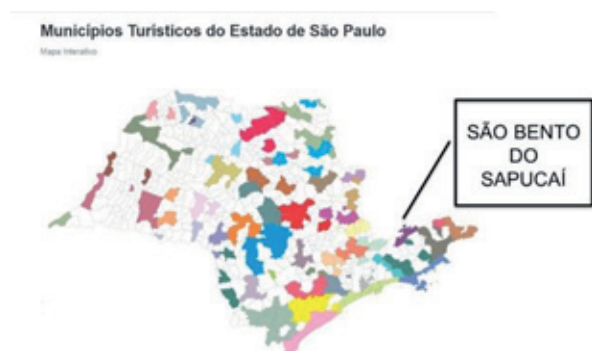 Municípios Turísticos do Estado de São Paulo
Mapa Interativo
SÃO BENTO
DO
SAPUCAÍ